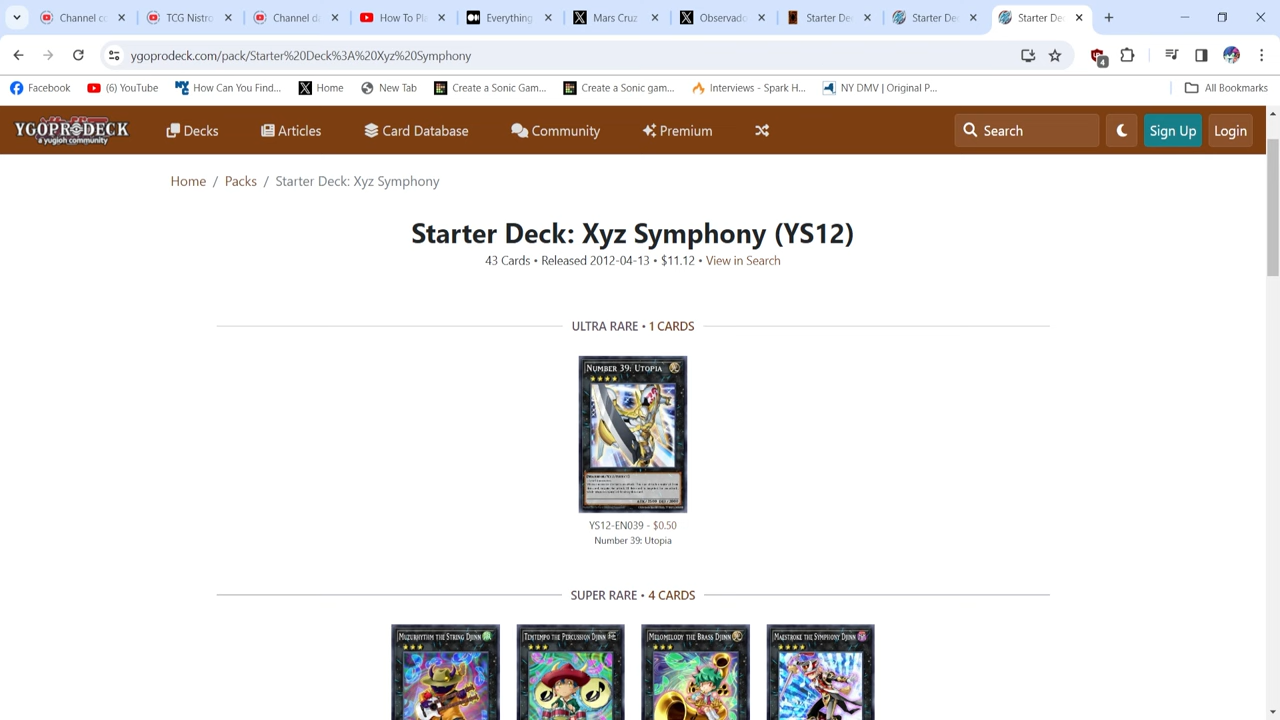 Channel co
TCG Nistro
Channel da
How To Pla
Everything
Mars Cruz
Observado
Starter De
Starter De
Starter De
ygoprodeck.com/pack/Starter%20Deck%3A%20Xyz%20Symphony
4
Facebook
(6) YouTube
How Can You Find...
Home
New Tab
Create a Sonic Gam...
Create a Sonic gam...
Interviews - Spark H...
NY DMV | Original P...
All Bookmarks
YGOPRODECK
a yugioh community
Decks
Articles
Card Database
Community
Premium
Search
Sign Up
Login
Home / Packs / Starter Deck: Xyz Symphony
Starter Deck: Xyz Symphony (YS12)
43 Cards • Released 2012-04-13 • $11.12 • View in Search
ULTRA RARE • 1 CARDS
Number 39: Utopia
YS12-EN039 - $0.50
Number 39: Utopia
SUPER RARE • 4 CARDS
Muzurhythm the String Djinn
Temtempo the Percussion Djinn
Melomelody the Brass Djinn
Maestroke the Symphony Djinn